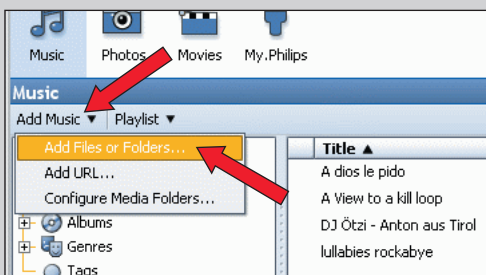 Music Photos Movies My.Philips
Music
Add Music ▼ Playlist ▼
Add Files or Folders...
Add URL...
Configure Media Folders...
Albums
Genres
Tags
Title ▲
A dios le pido
A View to a kill loop
DJ Ötzi - Anton aus Tirol
lullabies rockabye